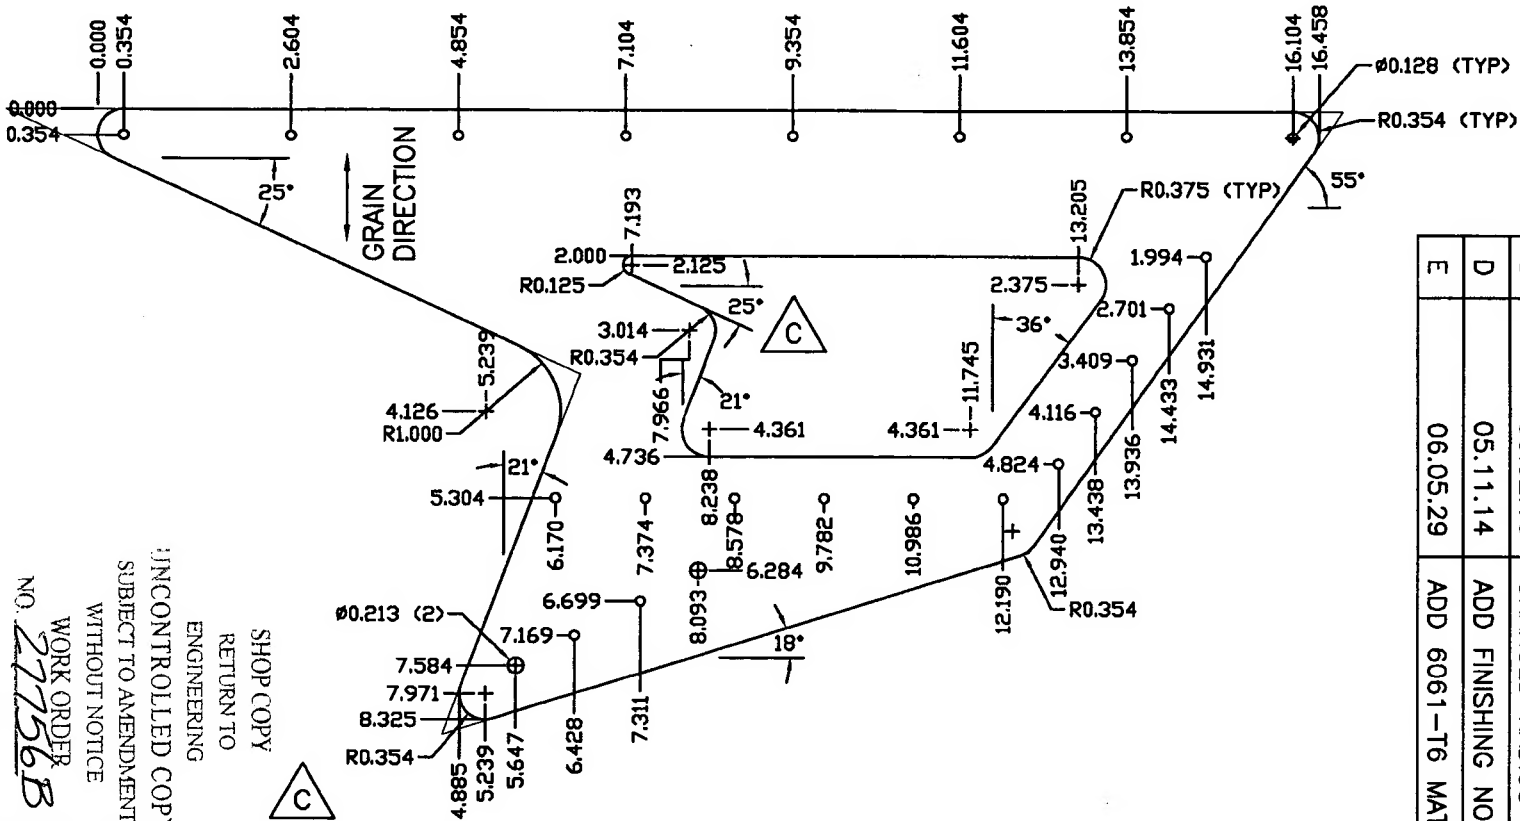 0.000
0.354
2.604
4.854
7.104
9.354
11.604
13.854
16.104
16.458
ø0.128 (TYP)
R0.354 (TYP)
0.000
0.354
25°
GRAIN
DIRECTION
55°
R0.375 (TYP)
7.193
13.205
2.000
2.125
R0.125
25°
C
2.375
36°
1.994
2.701
3.409
4.116
4.824
14.931
14.433
13.936
13.438
12.940
3.014
R0.354
7.966
21°
11.745
4.361
4.361
4.736
8.238
5.239
4.126
R1.000
21°
5.304
6.170
7.374
8.578
9.782
10.986
12.190
R0.354
6.284
8.093
6.699
ø0.213 (2)
7.169
18°
7.584
7.971
8.325
R0.354
4.885
5.239
5.647
6.428
7.311
C
D 05.11.14 ADD FINISHING NO
E 06.05.29 ADD 6061-T6 MAT
SHOP COPY
RETURN TO
ENGINEERING
UNCONTROLLED COPY
SUBJECT TO AMENDMENT
WITHOUT NOTICE
WORK ORDER
NO. 27756B